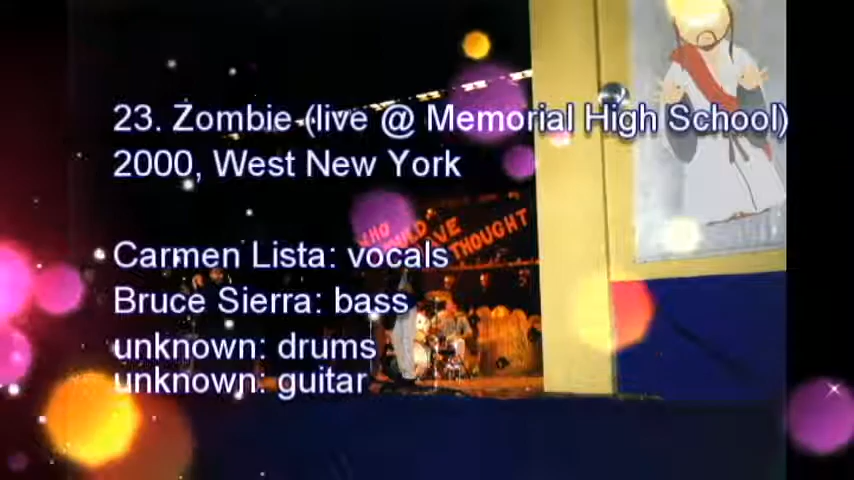 23. Zombie (live @ Memorial High School)
2000, West New York
Carmen Lista: vocals
Bruce Sierra: bass
unknown: drums
unknown: guitar
WHO
THOUGHT